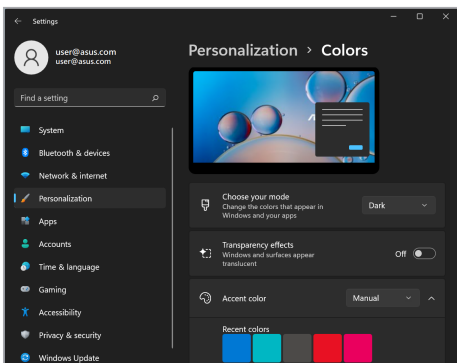 Settings
user@asus.com
user@asus.com
Find a setting
System
Bluetooth & devices
Network & internet
Personalization
Apps
Accounts
Time & language
Gaming
Accessibility
Privacy & security
Windows Update
Personalization > Colors
Choose your mode
Change the colors that appear in
Windows and your apps
Dark
Transparency effects
Windows and surfaces appear
translucent
Off
Accent color
Manual
Recent colors